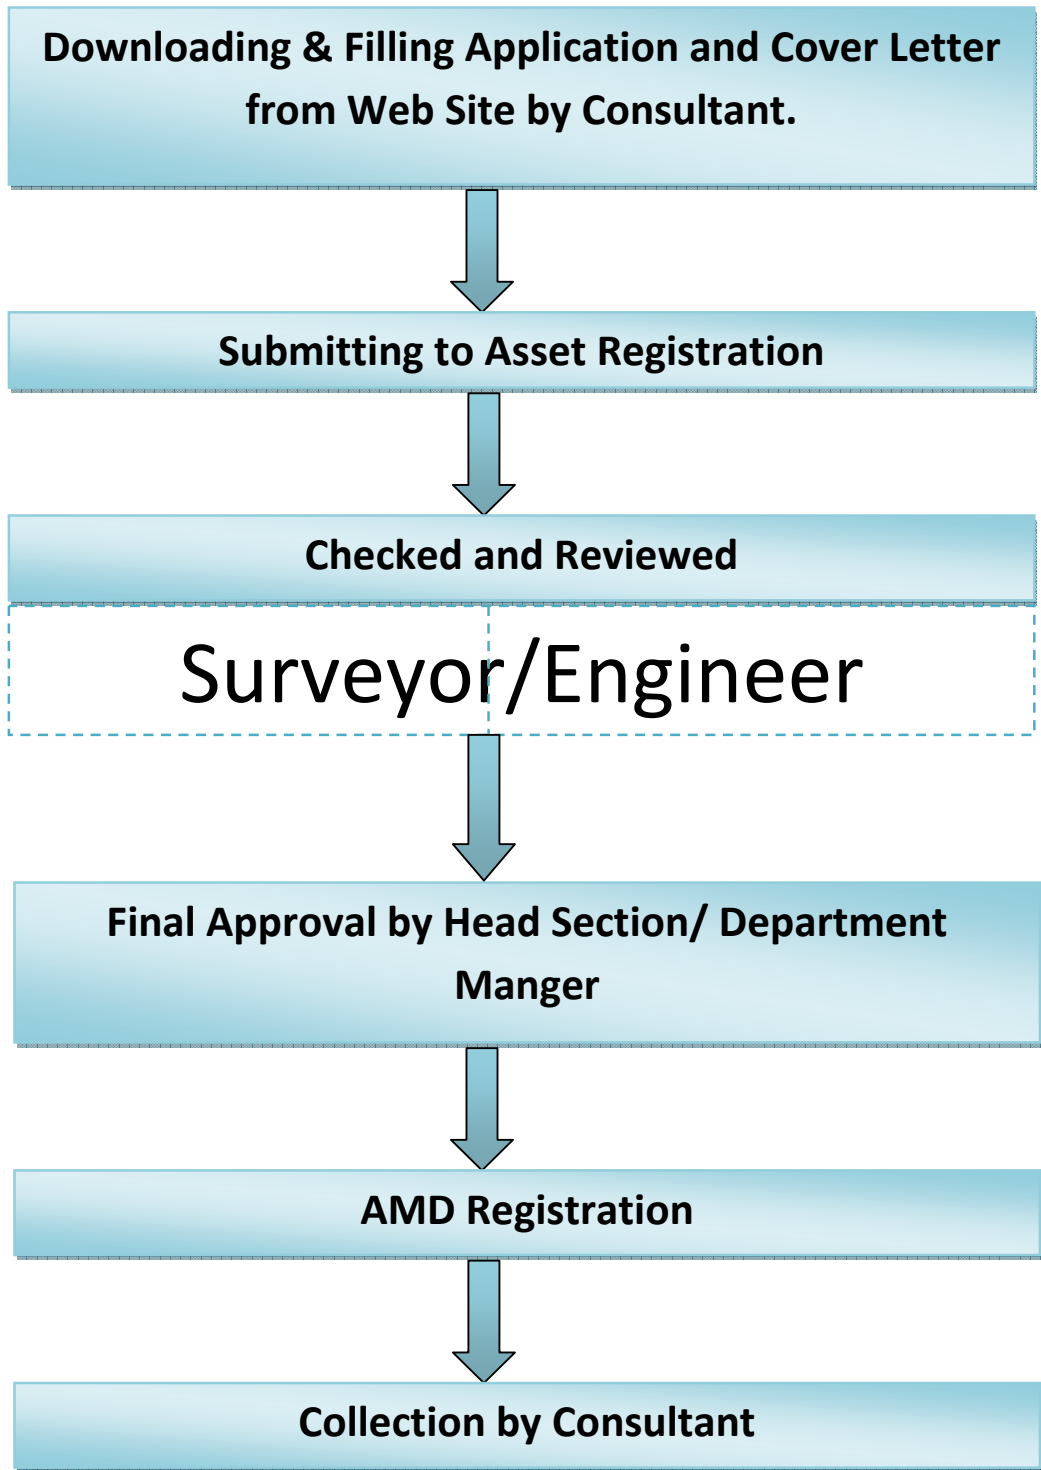 Downloading & Filling Application and Cover Letter
from Web Site by Consultant.
Submitting to Asset Registration
Checked and Reviewed
Surveyor/Engineer
Final Approval by Head Section/ Department
Manger
AMD Registration
Collection by Consultant